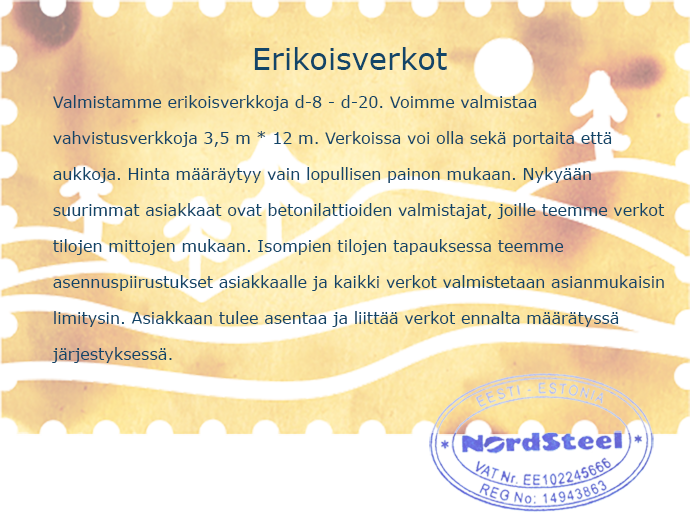 Erikoisverkot
Valmistamme erikoisverkkoja d-8 - d-20. Voimme valmistaa
vahvistusverkkoja 3,5 m * 12 m. Verkoissa voi olla sekä portaita että
aukkoja. Hinta määräytyy vain lopullisen painon mukaan. Nykyään
suurimmat asiakkaat ovat betonilattioiden valmistajat, joille teemme verkot
tilojen mittojen mukaan. Isompien tilojen tapauksessa teemme
asennuspiirustukset asiakkaalle ja kaikki verkot valmistetaan asianmukaisin
limitysin. Asiakkaan tulee asentaa ja liittää verkot ennalta määrätyssä
järjestyksessä.
EESTI - ESTONIA
* NordSteel *
VAT Nr. EE102245666
REG No: 14943863